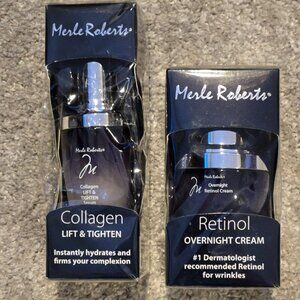 Merle Roberts®
Merle Roberts®
M
Collagen
LIFT &
TIGHTEN
Serum
Collagen
LIFT & TIGHTEN
Instantly hydrates and
firms your complexion
Merle Roberts®
Merle Roberts®
M
Overnight
Retinol Cream
Retinol
OVERNIGHT CREAM
#1 Dermatologist
recommended Retinol
for wrinkles